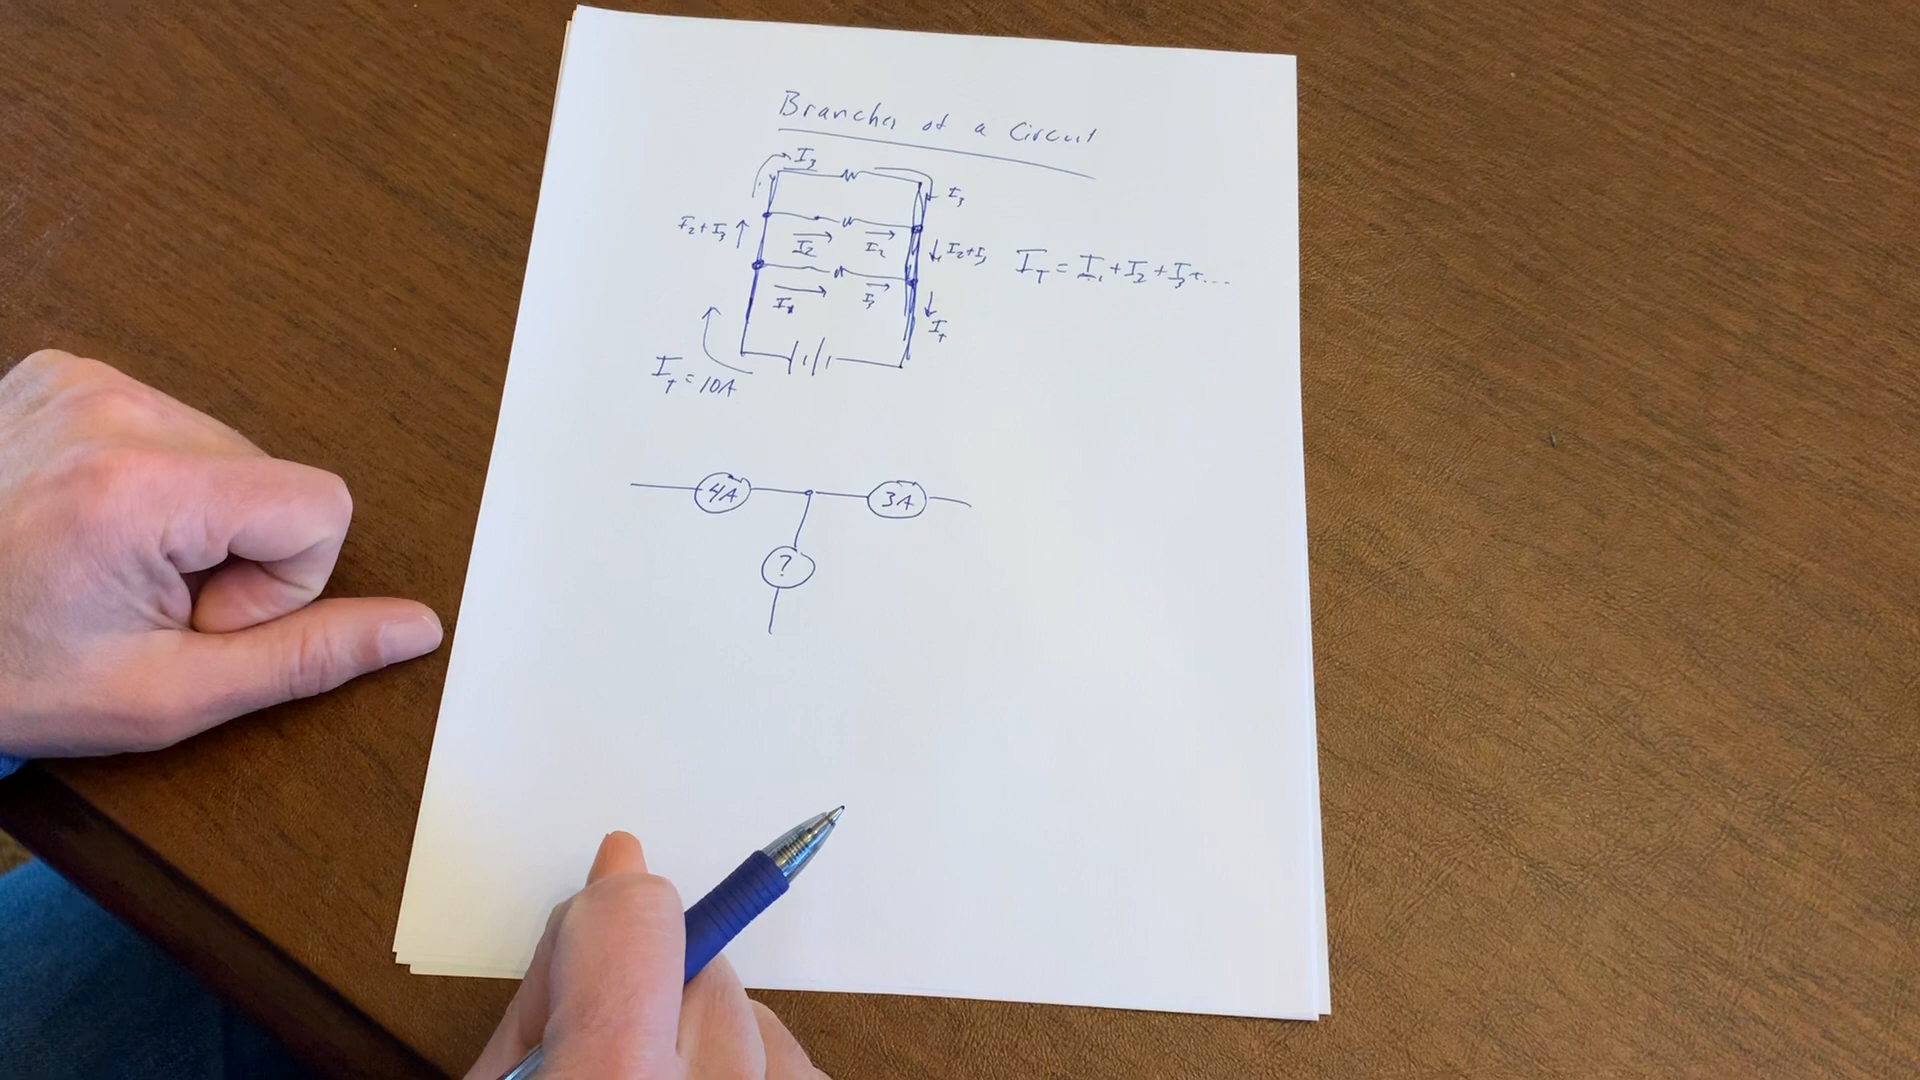 Branches of a Circuit
I3
I3
I2+I3
I2
I2
I2+I3
IT = I1 + I2 + I3 + ...
I1
IT
IT = 10A
4A
3A
?